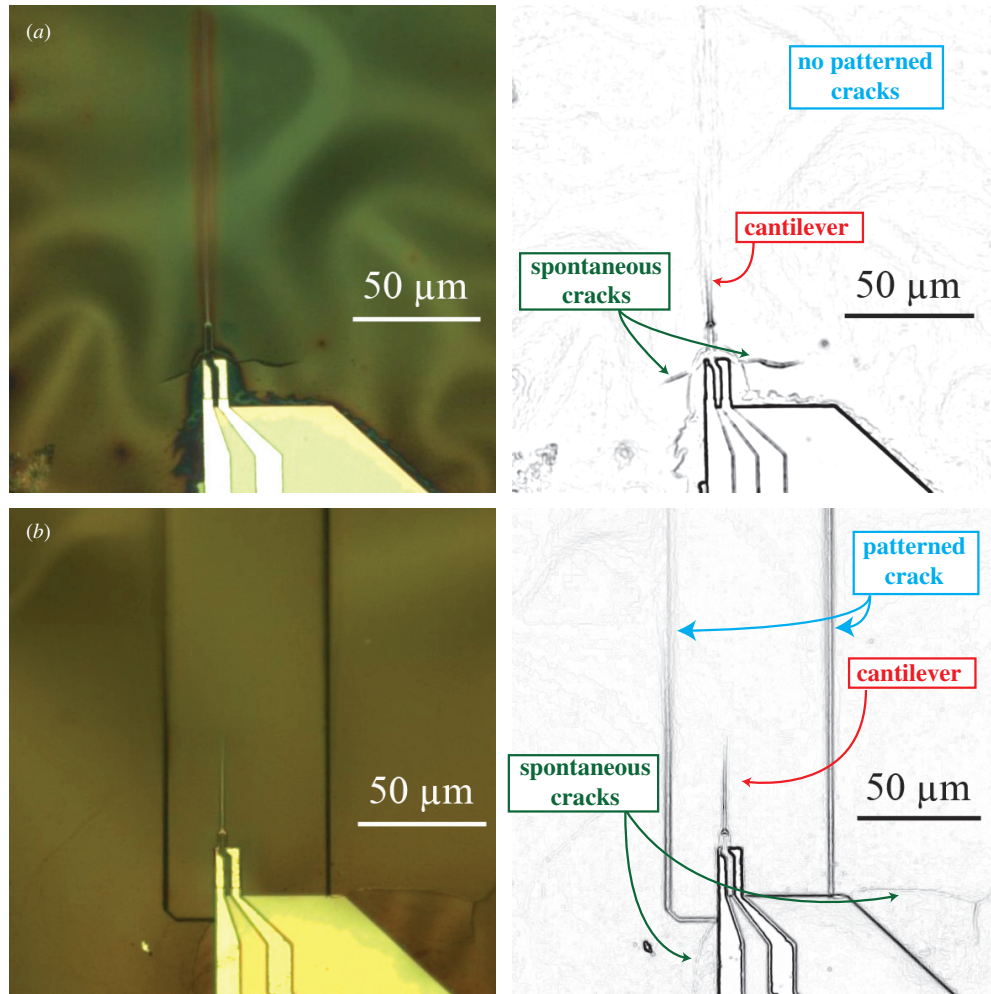 (a)
no patterned
cracks
cantilever
spontaneous
cracks
50 μm
50 μm
(b)
patterned
crack
cantilever
spontaneous
cracks
50 μm
50 μm